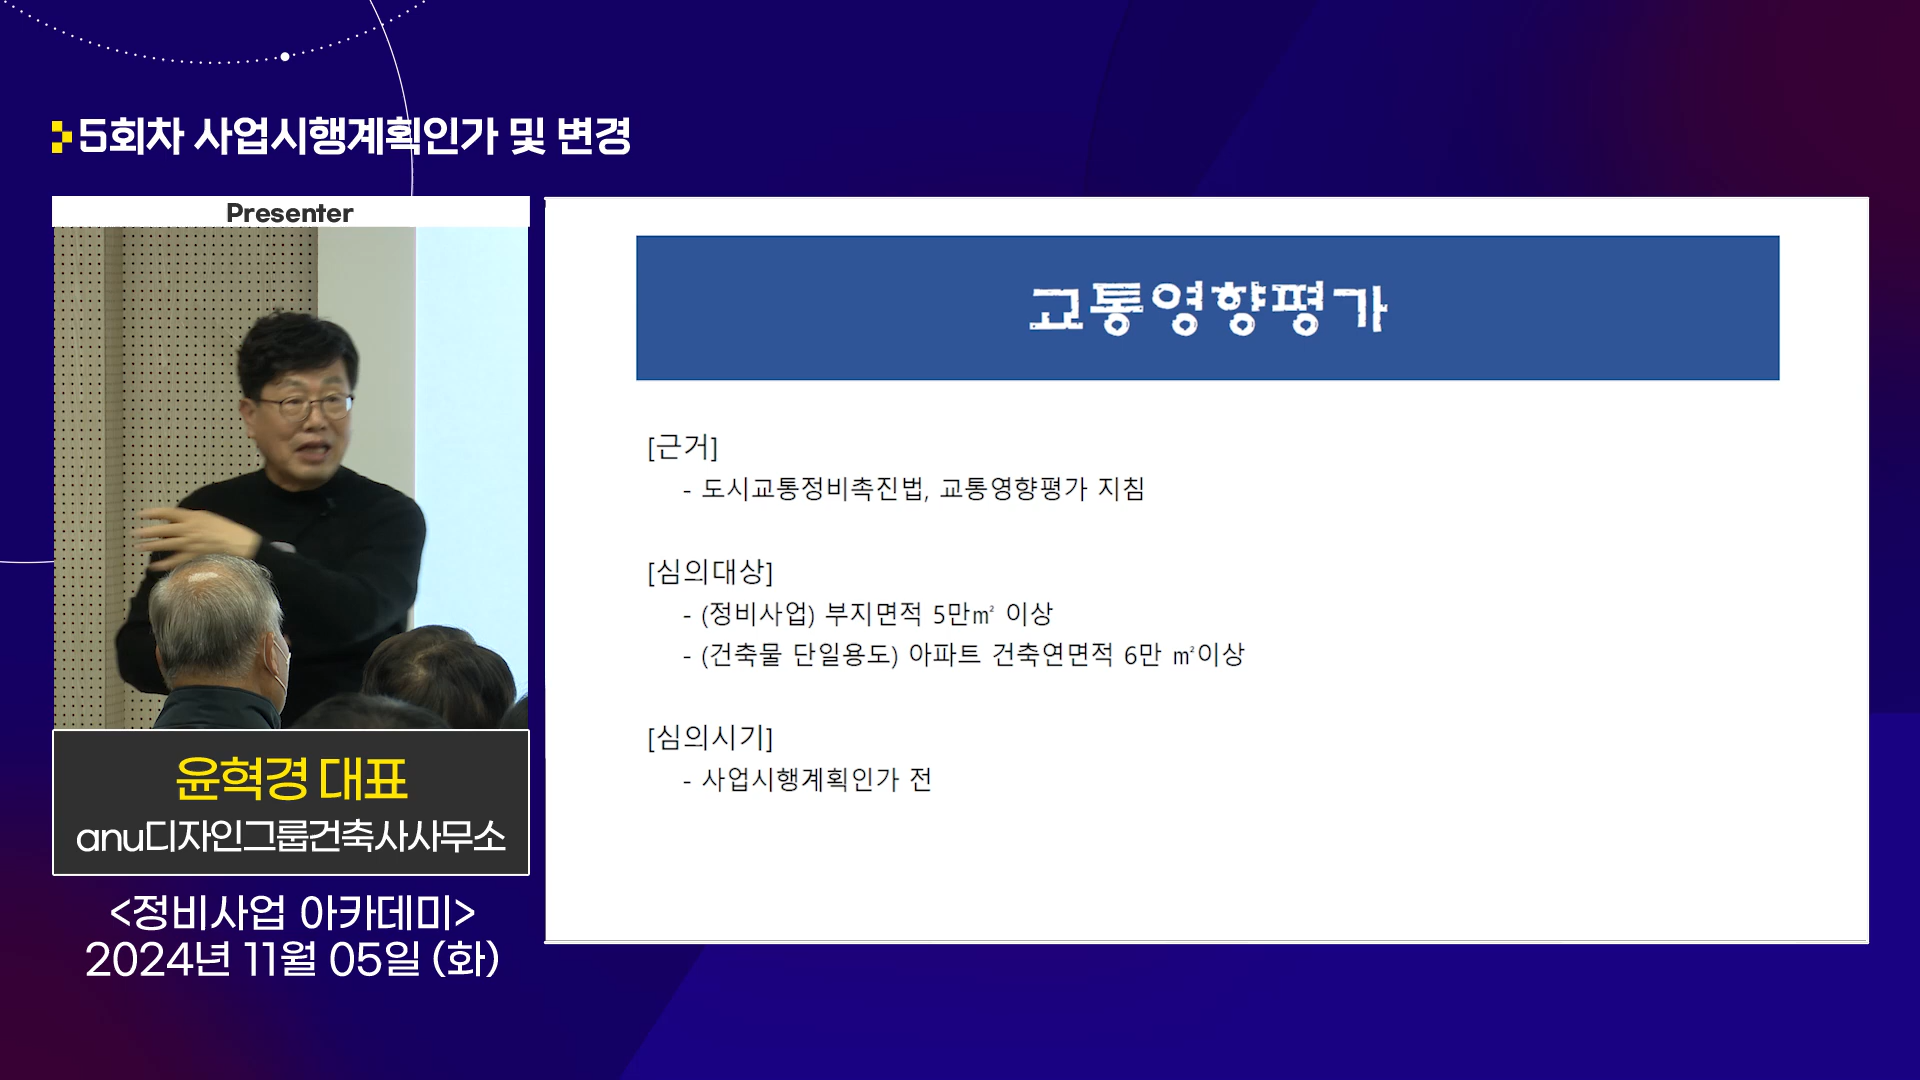 5회차 사업시행계획인가 및 변경
Presenter
윤혁경 대표
anu디자인그룹건축사사무소
<정비사업 아카데미>
2024년 11월 05일 (화)
교통영향평가
[근거]
- 도시교통정비촉진법, 교통영향평가 지침
[심의대상]
- (정비사업) 부지면적 5만㎡ 이상
- (건축물 단일용도) 아파트 건축연면적 6만 ㎡이상
[심의시기]
- 사업시행계획인가 전